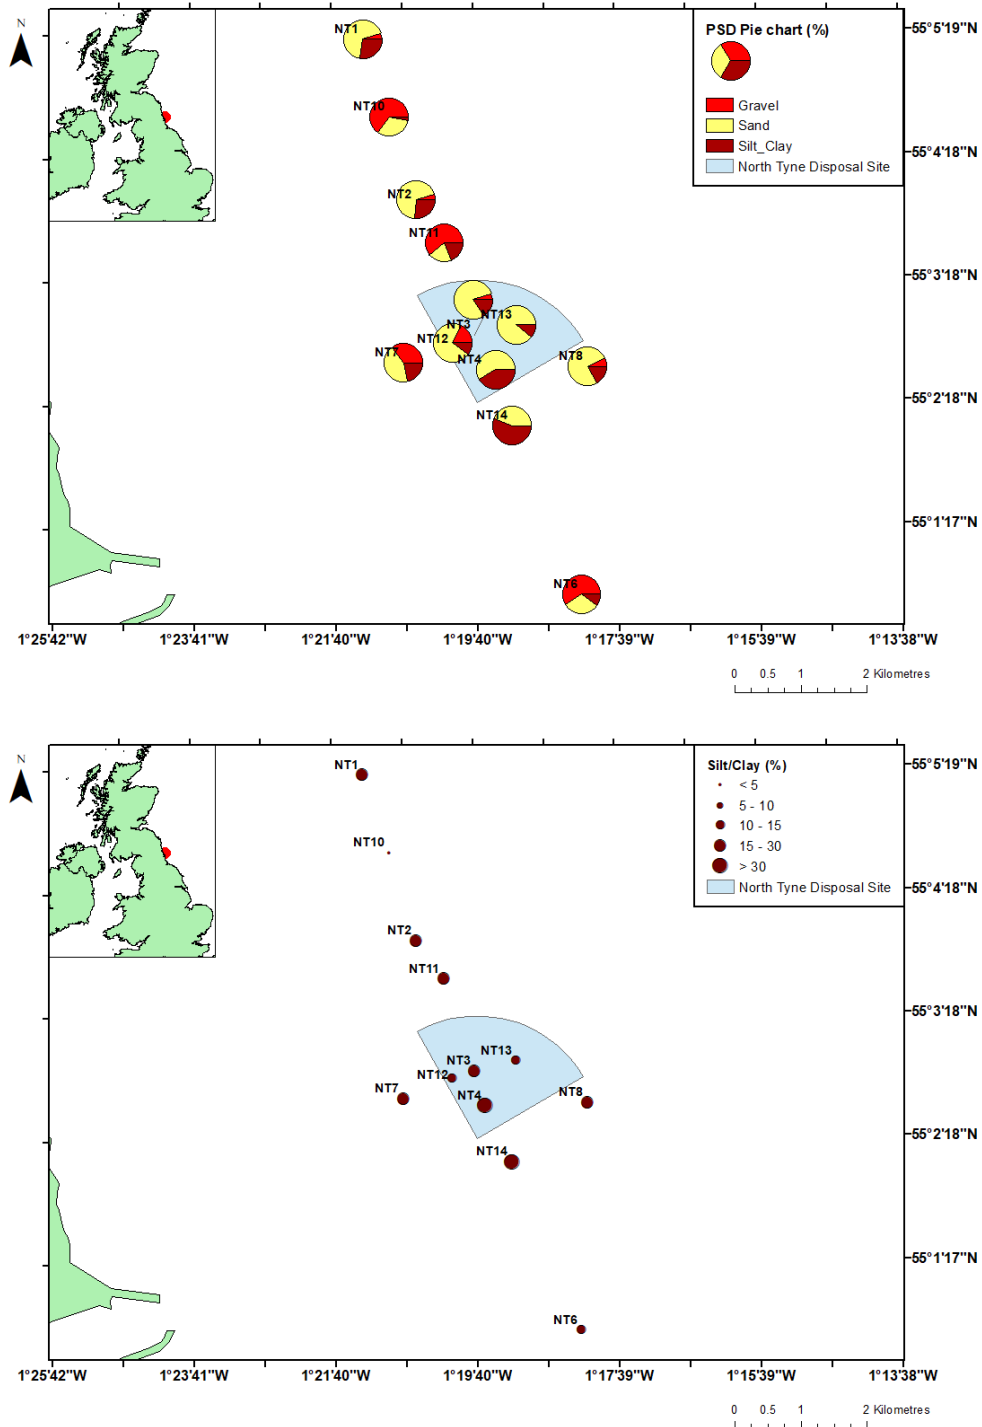 N
PSD Pie chart (%)
Gravel
Sand
Silt_Clay
North Tyne Disposal Site
NT1
NT10
NT2
NT11
NT3
NT13
NT12
NT7
NT4
NT8
NT14
NT6
55°5'19"N
55°4'18"N
55°3'18"N
55°2'18"N
55°1'17"N
1°25'42"W 1°23'41"W 1°21'40"W 1°19'40"W 1°17'39"W 1°15'39"W 1°13'38"W
0 0.5 1 2 Kilometres
N
Silt/Clay (%)
< 5
5 - 10
10 - 15
15 - 30
> 30
North Tyne Disposal Site
NT1
NT10
NT2
NT11
NT13
NT3
NT12
NT7
NT4
NT8
NT14
NT6
55°5'19"N
55°4'18"N
55°3'18"N
55°2'18"N
55°1'17"N
1°25'42"W 1°23'41"W 1°21'40"W 1°19'40"W 1°17'39"W 1°15'39"W 1°13'38"W
0 0.5 1 2 Kilometres